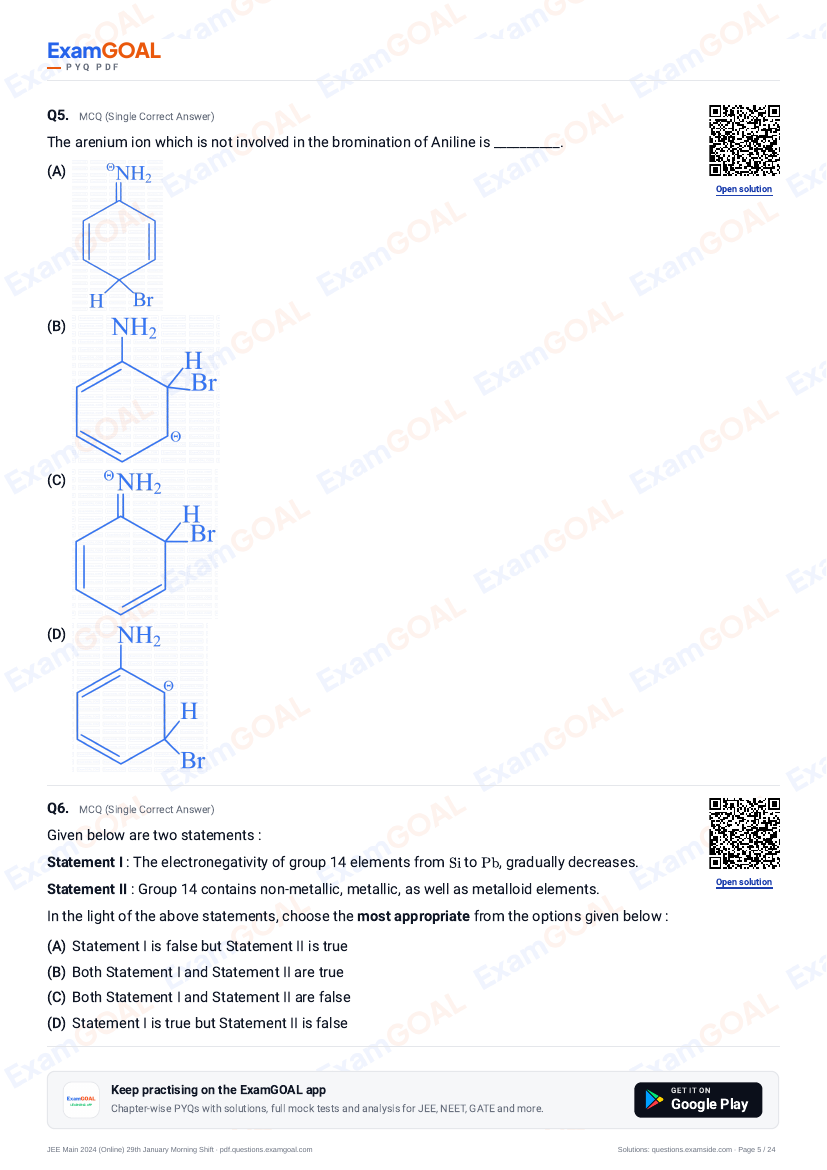 ExamGOAL
PYQ PDF
Q5. MCQ (Single Correct Answer)
The arenium ion which is not involved in the bromination of Aniline is __________.
Open solution
(A)
⊖NH2
H Br
(B)
NH2
H
Br
⊖
(C)
⊖NH2
H
Br
(D)
NH2
⊖
H
Br
Q6. MCQ (Single Correct Answer)
Given below are two statements :
Statement I : The electronegativity of group 14 elements from Si to Pb, gradually decreases.
Statement II : Group 14 contains non-metallic, metallic, as well as metalloid elements.
Open solution
In the light of the above statements, choose the most appropriate from the options given below :
(A) Statement I is false but Statement II is true
(B) Both Statement I and Statement II are true
(C) Both Statement I and Statement II are false
(D) Statement I is true but Statement II is false
ExamGOAL
Keep practising on the ExamGOAL app
Chapter-wise PYQs with solutions, full mock tests and analysis for JEE, NEET, GATE and more.
GET IT ON
Google Play
JEE Main 2024 (Online) 29th January Morning Shift · pdf.questions.examgoal.com
Solutions: questions.examside.com · Page 5 / 24